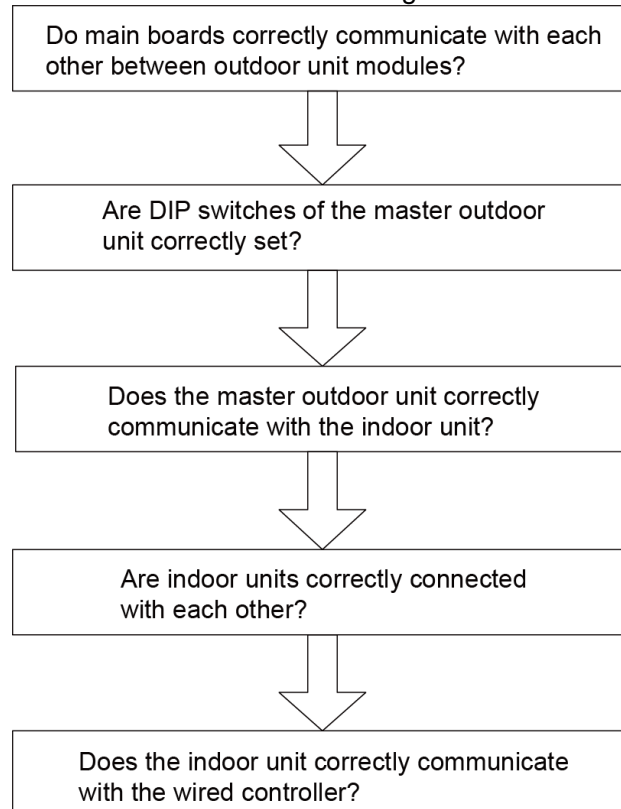 Do main boards correctly communicate with each
other between outdoor unit modules?
Are DIP switches of the master outdoor
unit correctly set?
Does the master outdoor unit correctly
communicate with the indoor unit?
Are indoor units correctly connected
with each other?
Does the indoor unit correctly communicate
with the wired controller?